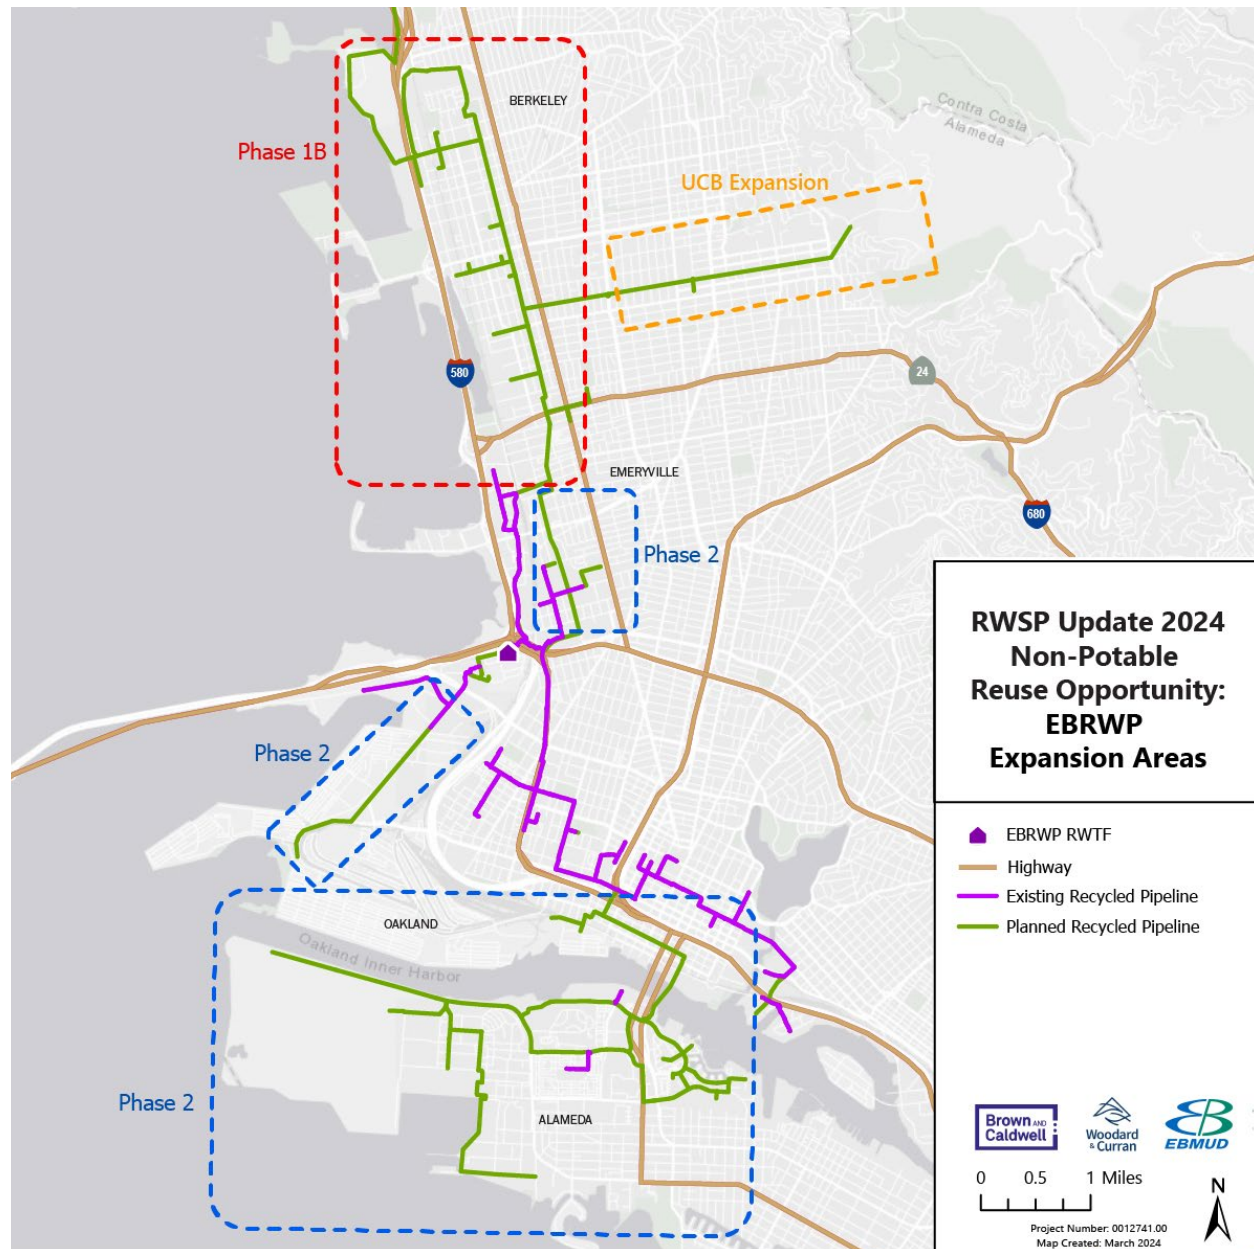 BERKELEY
Contra Costa
Alameda
Phase 1B
UCB Expansion
580
24
EMERYVILLE
680
Phase 2
Phase 2
OAKLAND
Oakland Inner Harbor
Phase 2
ALAMEDA
RWSP Update 2024
Non-Potable
Reuse Opportunity:
EBRWP
Expansion Areas
EBRWP RWTF
Highway
Existing Recycled Pipeline
Planned Recycled Pipeline
Brown AND
Caldwell
Woodard
& Curran
EBMUD
0 0.5 1 Miles
N
Project Number: 0012741.00
Map Created: March 2024